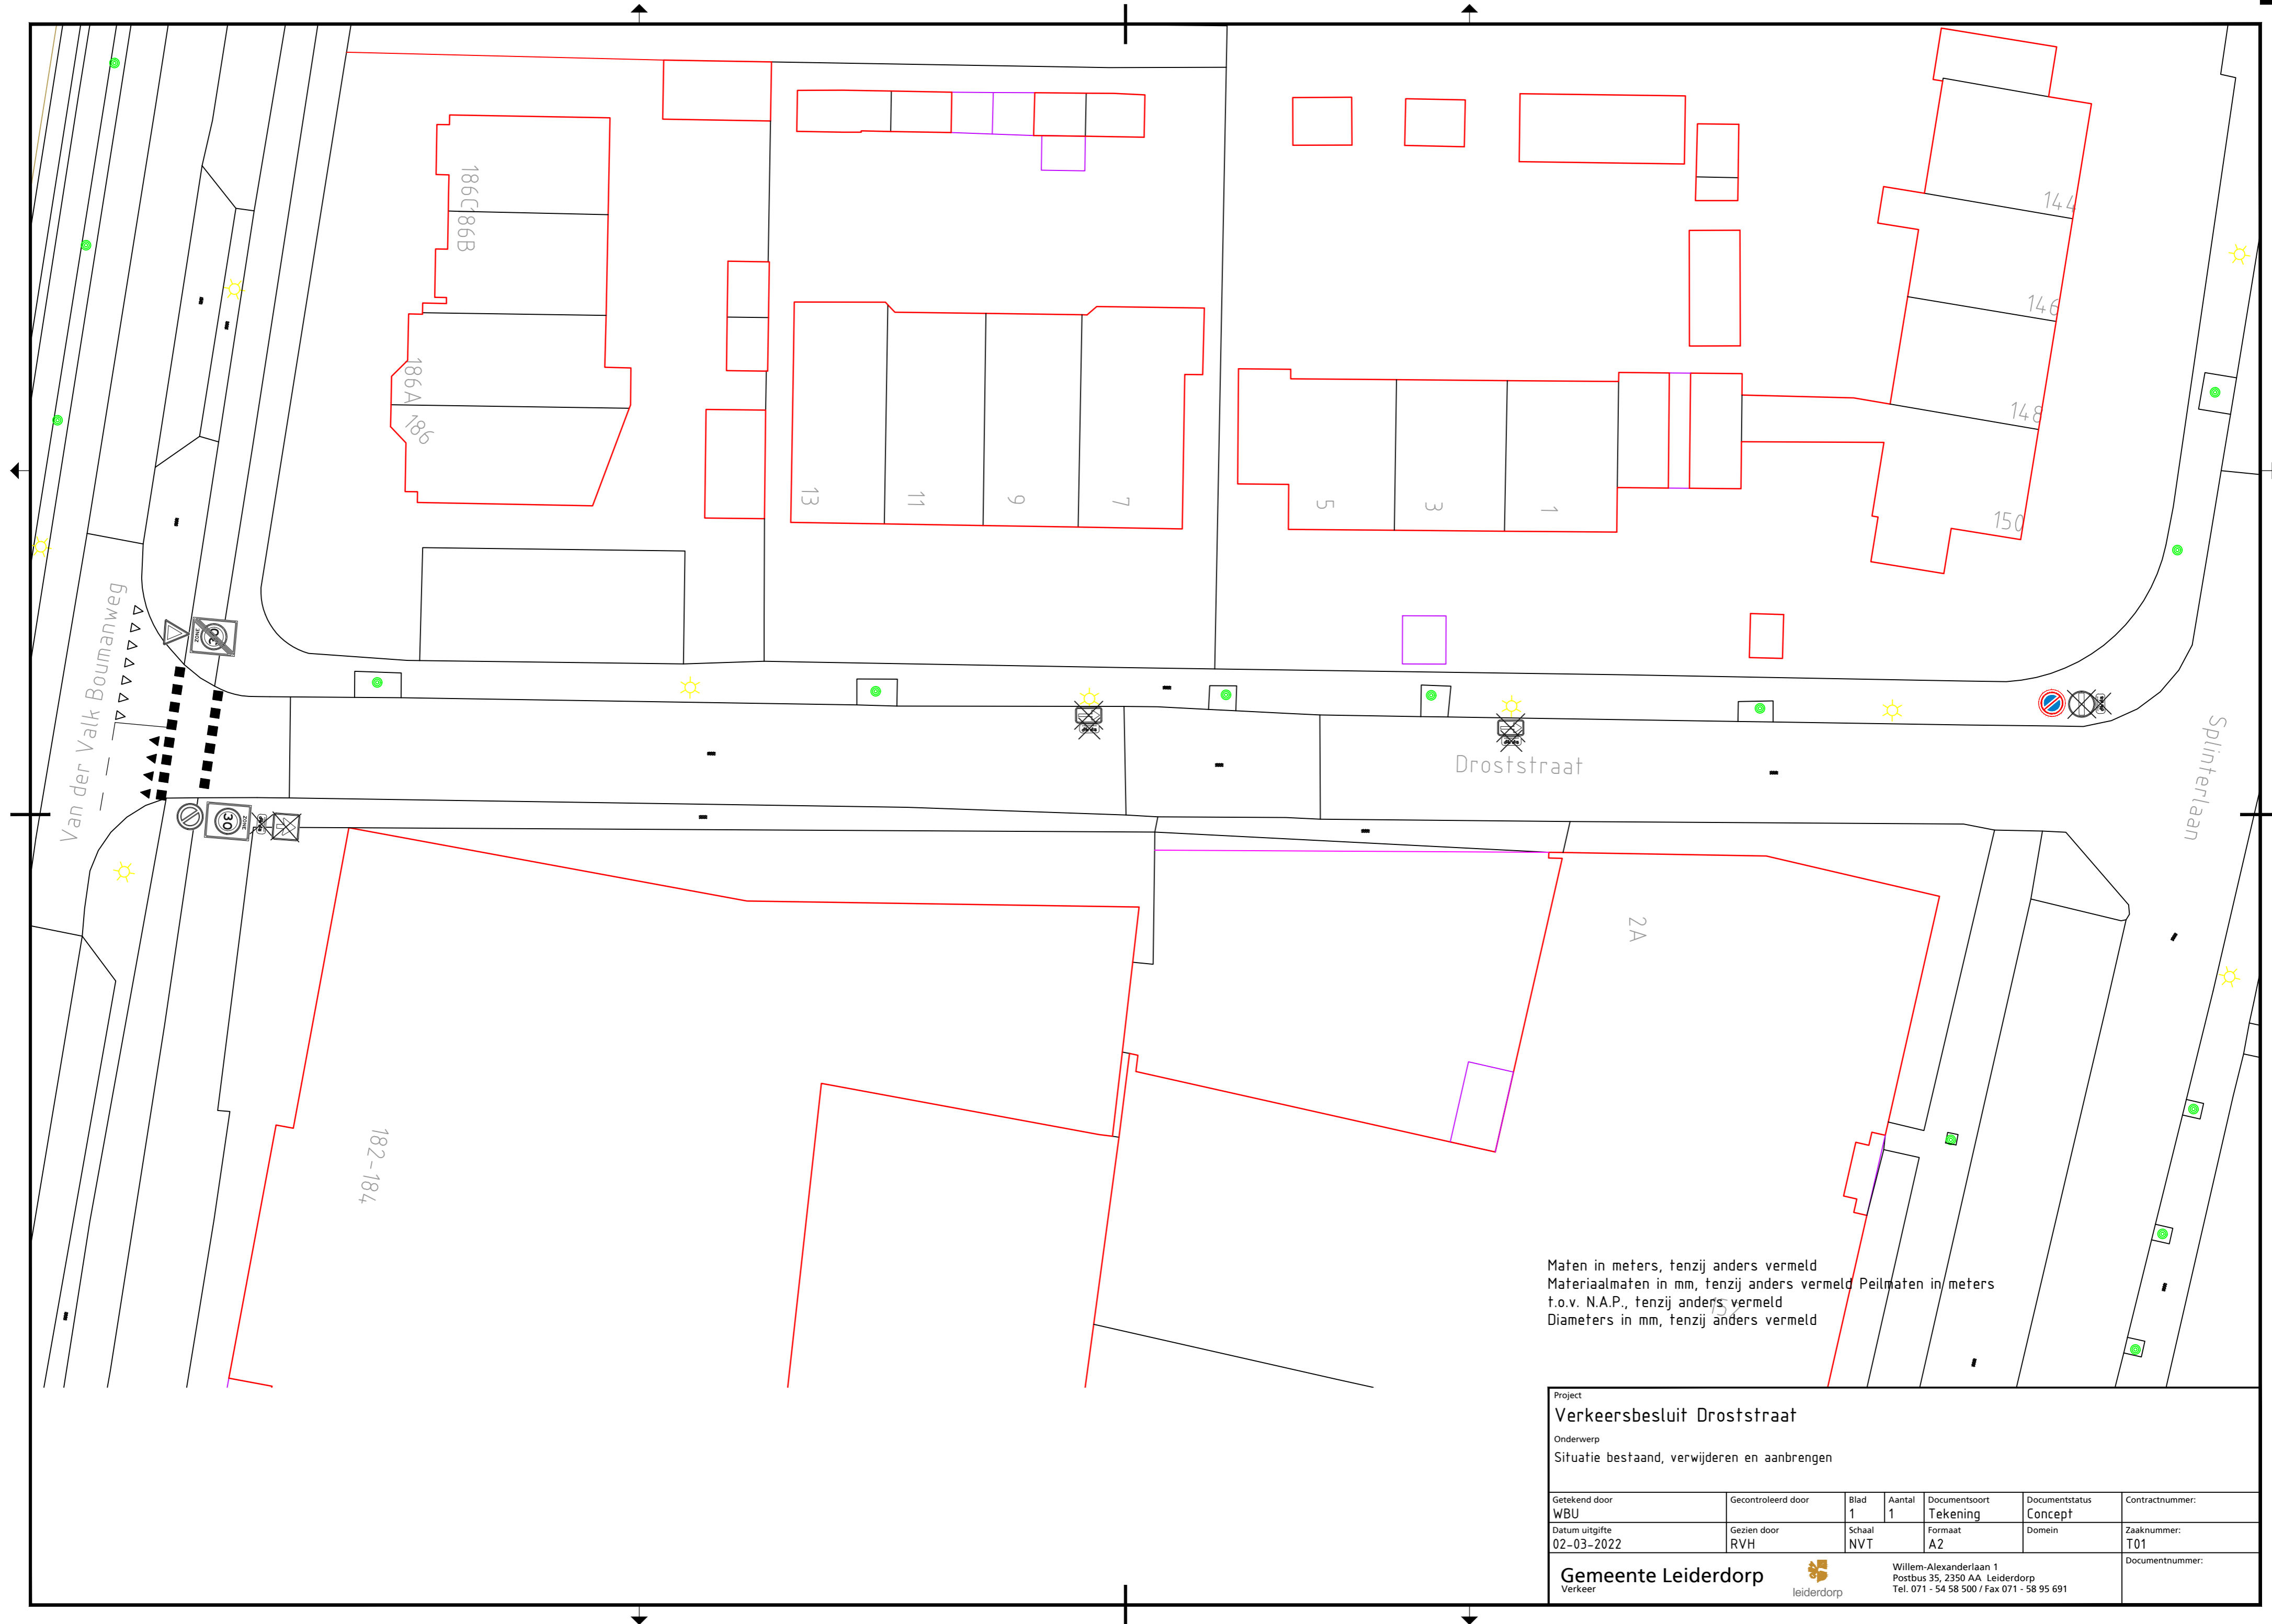 186C
86B
186A
186
13
11
9
7
5
3
1
144
146
148
150
Van der Valk Boumanweg
ZONE
30
ZONE
Droststraat
Splinterlaan
2A
182-184
152
Maten in meters, tenzij anders vermeld
Materiaalmaten in mm, tenzij anders vermeld Peilmaten in meters
t.o.v. N.A.P., tenzij anders vermeld
Diameters in mm, tenzij anders vermeld
Project
Verkeersbesluit Droststraat
Onderwerp
Situatie bestaand, verwijderen en aanbrengen
Getekend door Gecontroleerd door Blad Aantal Documentsoort Documentstatus Contractnummer:
WBU 1 1 Tekening Concept
Datum uitgifte Gezien door Schaal Formaat Domein Zaaknummer:
02-03-2022 RVH NVT A2 T01
Documentnummer:
Gemeente Leiderdorp
Verkeer
leiderdorp
Willem-Alexanderlaan 1
Postbus 35, 2350 AA Leiderdorp
Tel. 071 - 54 58 500 / Fax 071 - 58 95 691